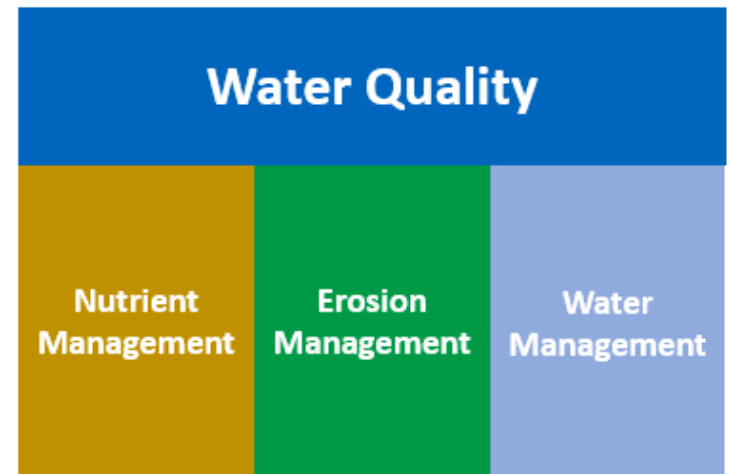 Water Quality
Nutrient
Management
Erosion
Management
Water
Management